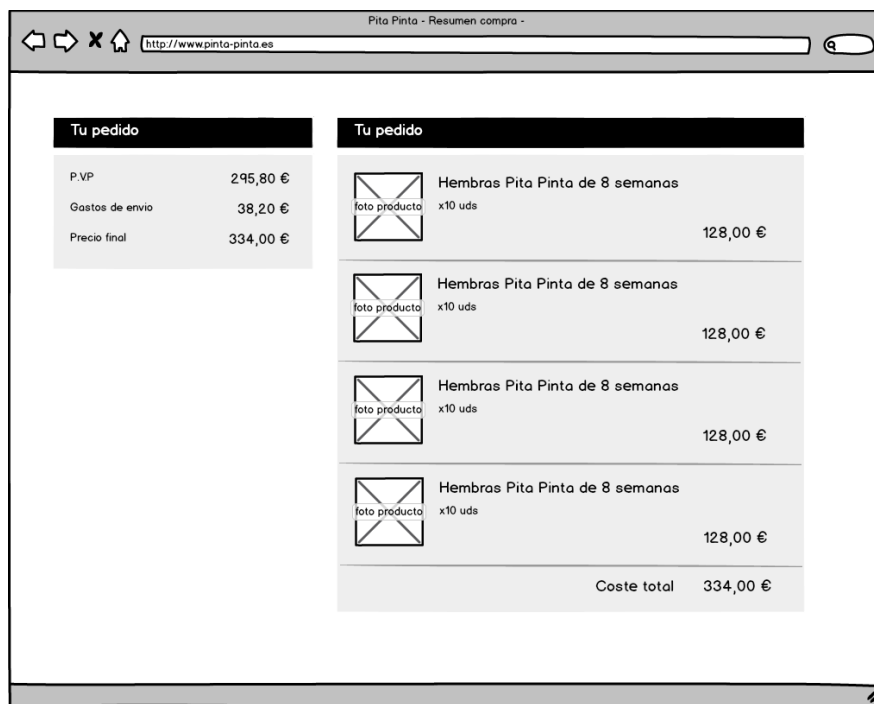 Pita Pinta - Resumen compra -
http://www.pinta-pinta.es
Tu pedido
P.V.P 295,80 €
Gastos de envio 38,20 €
Precio final 334,00 €
Tu pedido
foto producto
Hembras Pita Pinta de 8 semanas
x10 uds
128,00 €
foto producto
Hembras Pita Pinta de 8 semanas
x10 uds
128,00 €
foto producto
Hembras Pita Pinta de 8 semanas
x10 uds
128,00 €
foto producto
Hembras Pita Pinta de 8 semanas
x10 uds
128,00 €
Coste total 334,00 €